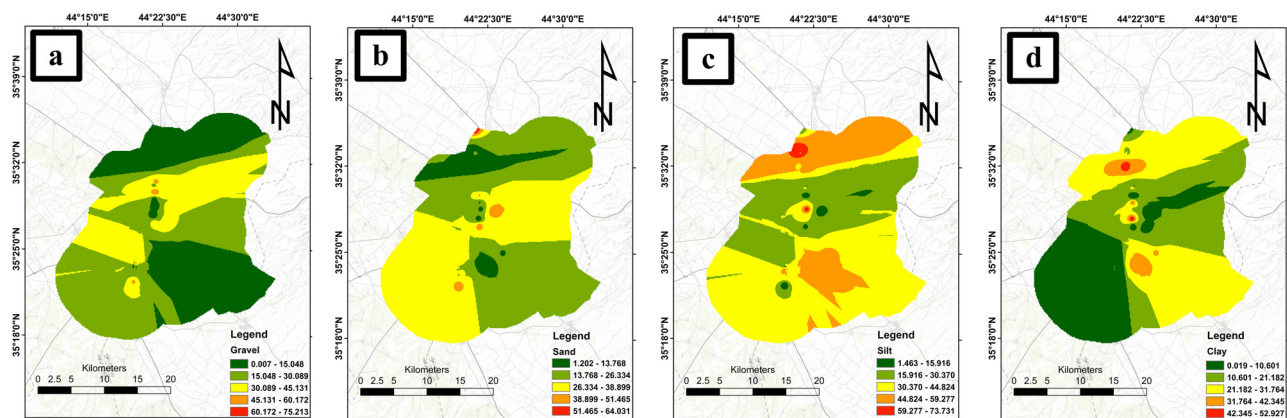 44°15'0"E 44°22'30"E 44°30'0"E
a
N
35°39'0"N
35°32'0"N
35°25'0"N
35°18'0"N
Legend
Gravel
0.007 - 15.048
15.048 - 30.089
30.089 - 45.131
45.131 - 60.172
60.172 - 75.213
Kilometers
0 2.5 5 10 15 20
44°15'0"E 44°22'30"E 44°30'0"E
b
N
35°39'0"N
35°32'0"N
35°25'0"N
35°18'0"N
Legend
Sand
1.202 - 13.768
13.768 - 26.334
26.334 - 38.899
38.899 - 51.465
51.465 - 64.031
Kilometers
0 2.5 5 10 15 20
44°15'0"E 44°22'30"E 44°30'0"E
c
N
35°39'0"N
35°32'0"N
35°25'0"N
35°18'0"N
Legend
Silt
1.463 - 15.916
15.916 - 30.370
30.370 - 44.824
44.824 - 59.277
59.277 - 73.731
Kilometers
0 2.5 5 10 15 20
44°15'0"E 44°22'30"E 44°30'0"E
d
N
35°39'0"N
35°32'0"N
35°25'0"N
35°18'0"N
Legend
Clay
0.019 - 10.601
10.601 - 21.182
21.182 - 31.764
31.764 - 42.345
42.345 -
Kilometers
0 2.5 5 10 15 20